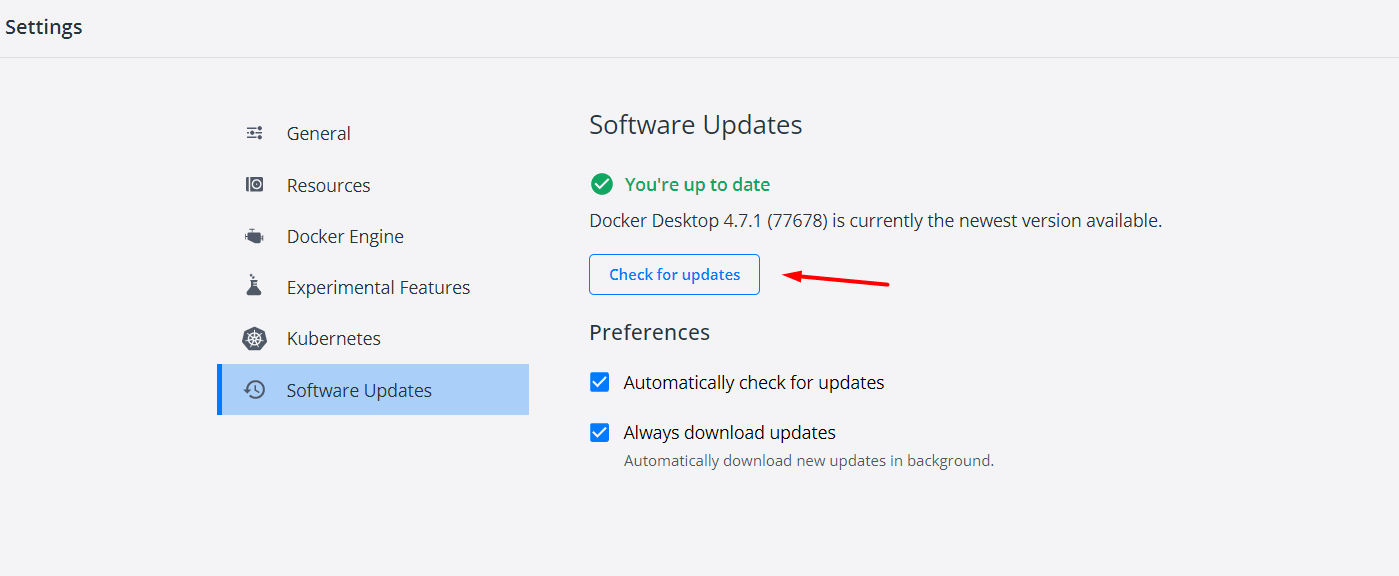 Settings
General
Resources
Docker Engine
Experimental Features
Kubernetes
Software Updates
Software Updates
You're up to date
Docker Desktop 4.7.1 (77678) is currently the newest version available.
Check for updates
Preferences
Automatically check for updates
Always download updates
Automatically download new updates in background.